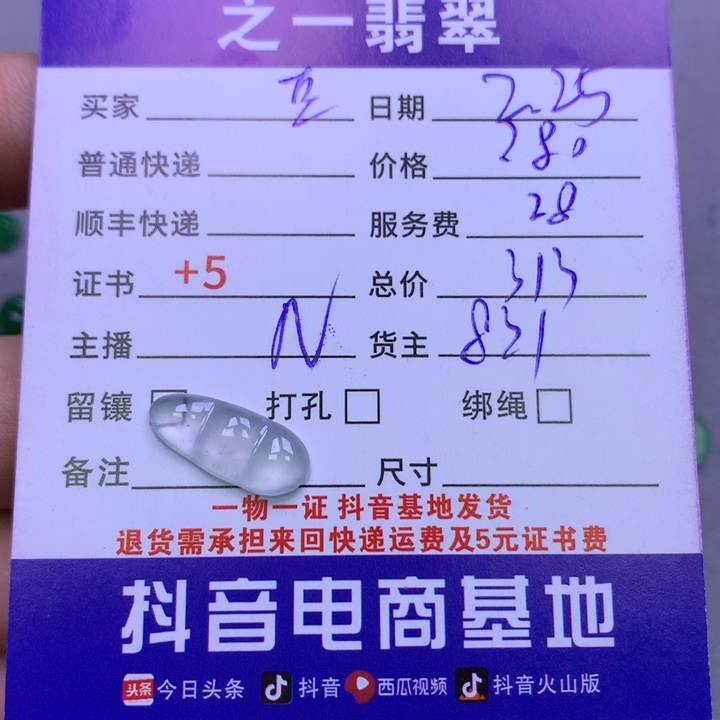 之一翡翠
买家 日期 2.25
普通快递 价格 280
顺丰快递 服务费 28
证书 +5 总价 313
主播 N 货主 831
留镶 打孔 绑绳
备注 尺寸
一物一证 抖音基地发货
退货需承担来回快递运费及5元证书费
抖音电商基地
头条 今日头条 抖音 西瓜视频 抖音火山版